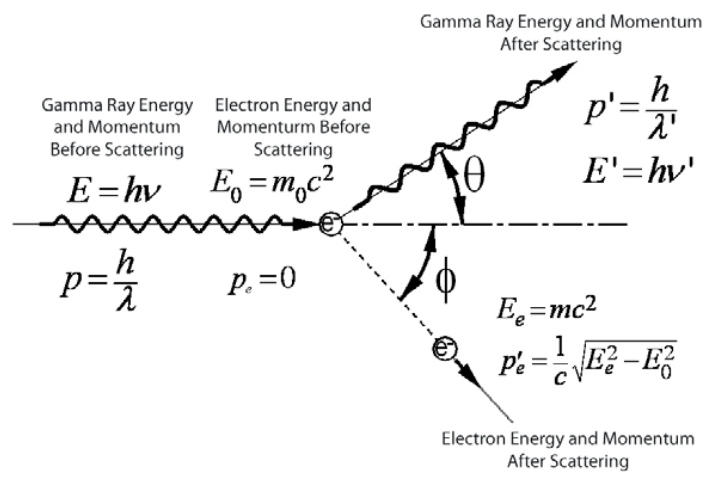 Gamma Ray Energy and Momentum
After Scattering
p' = h/λ'
E' = hν'
θ
Gamma Ray Energy
and Momentum
Before Scattering
E = hν
p = h/λ
Electron Energy and
Momenturm Before
Scattering
E₀ = m₀c²
e⁻
pₑ = 0
ϕ
e⁻
Eₑ = mc²
p'ₑ = 1/c √(Eₑ² − E₀²)
Electron Energy and Momentum
After Scattering